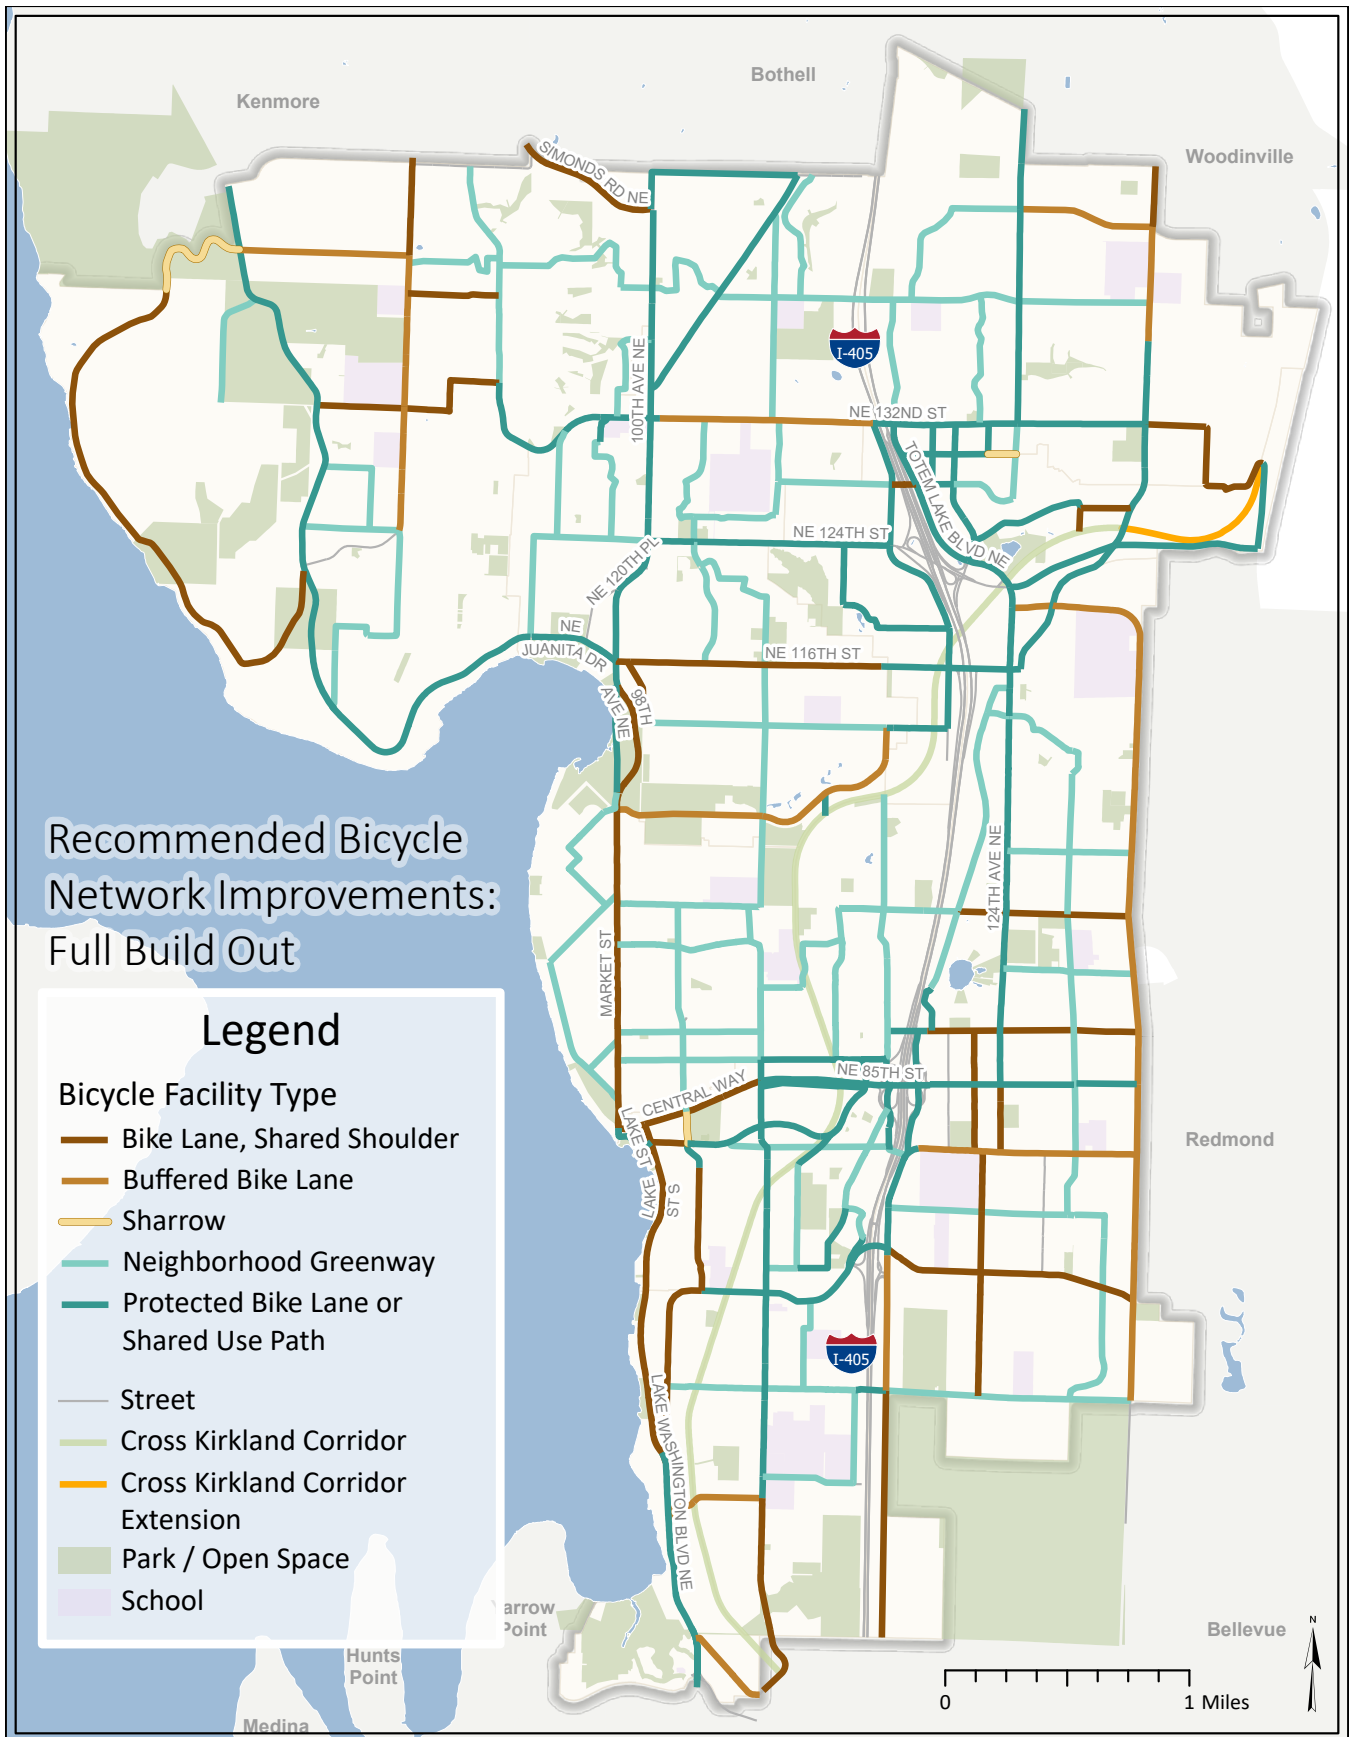 Bothell
Kenmore
Woodinville
SIMONDS RD NE
I-405
100TH AVE NE
NE 132ND ST
TOTEM LAKE BLVD NE
NE 124TH ST
NE 120TH PL
NE
JUANITA DR
NE 116TH ST
98TH
AVE NE
Recommended Bicycle
Network Improvements:
Full Build Out
124TH AVE NE
MARKET ST
NE 85TH ST
CENTRAL WAY
LAKE ST
LAKE
ST S
Redmond
I-405
LAKE WASHINGTON BLVD NE
Legend
Bicycle Facility Type
Bike Lane, Shared Shoulder
Buffered Bike Lane
Sharrow
Neighborhood Greenway
Protected Bike Lane or
Shared Use Path
Street
Cross Kirkland Corridor
Cross Kirkland Corridor
Extension
Park / Open Space
School
Point
Hunts
Point
Medina
Bellevue
N
0
1 Miles